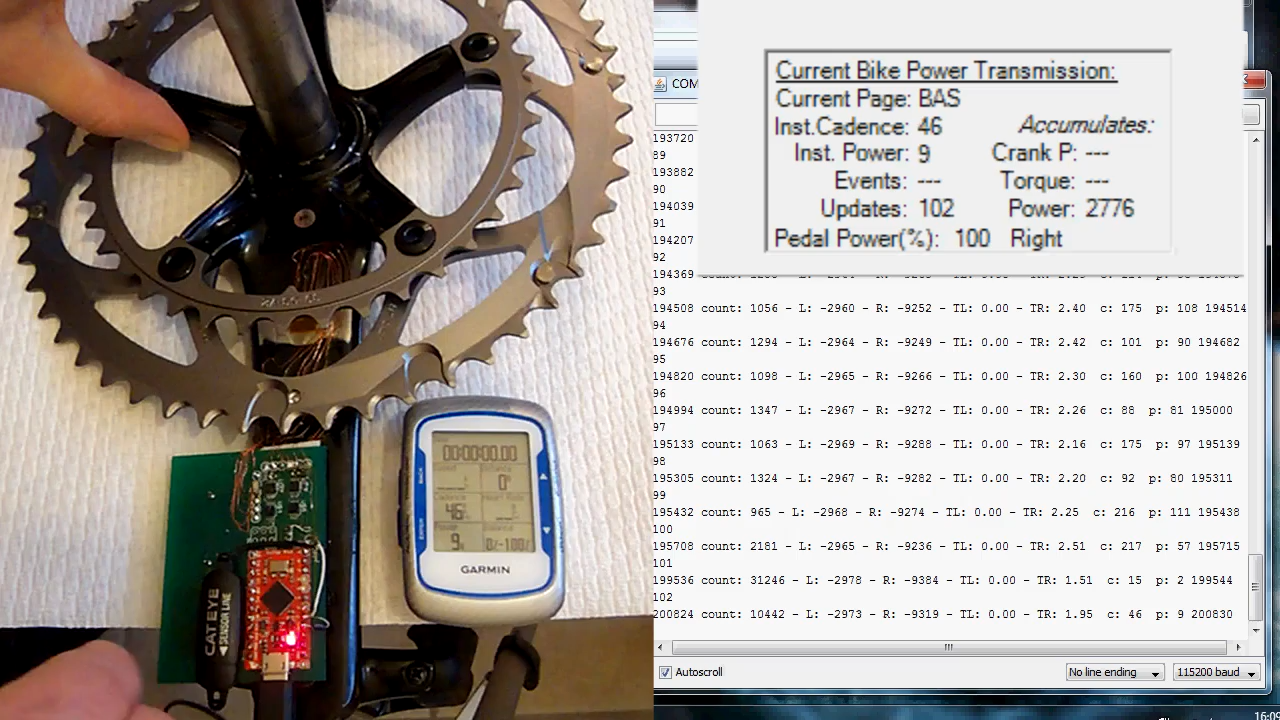 Current Bike Power Transmission:
Current Page: BAS
Inst.Cadence: 46
Accumulates:
Inst. Power: 9
Crank P: ---
Events: ---
Torque: ---
Updates: 102
Power: 2776
Pedal Power(%): 100 Right
COM
193720
89
193882
90
194039
91
194207
92
194369
93
194508 count: 1056 - L: -2960 - R: -9252 - TL: 0.00 - TR: 2.40 c: 175 p: 108 194514
94
194676 count: 1294 - L: -2964 - R: -9249 - TL: 0.00 - TR: 2.42 c: 101 p: 90 194682
95
194820 count: 1098 - L: -2965 - R: -9266 - TL: 0.00 - TR: 2.30 c: 160 p: 100 194826
96
194994 count: 1347 - L: -2967 - R: -9272 - TL: 0.00 - TR: 2.26 c: 88 p: 81 195000
97
195133 count: 1063 - L: -2969 - R: -9288 - TL: 0.00 - TR: 2.16 c: 175 p: 97 195139
98
195305 count: 1324 - L: -2967 - R: -9282 - TL: 0.00 - TR: 2.20 c: 92 p: 80 195311
99
195432 count: 965 - L: -2968 - R: -9274 - TL: 0.00 - TR: 2.25 c: 216 p: 111 195438
100
195708 count: 2181 - L: -2965 - R: -9236 - TL: 0.00 - TR: 2.51 c: 217 p: 57 195715
101
199536 count: 31246 - L: -2978 - R: -9384 - TL: 0.00 - TR: 1.51 c: 15 p: 2 199544
102
200824 count: 10442 - L: -2973 - R: -9319 - TL: 0.00 - TR: 1.95 c: 46 p: 9 200830
Autoscroll
No line ending
115200 baud
00:00:00.00
Cadence
46
9
GARMIN
CATEYE
SENSOR LINE